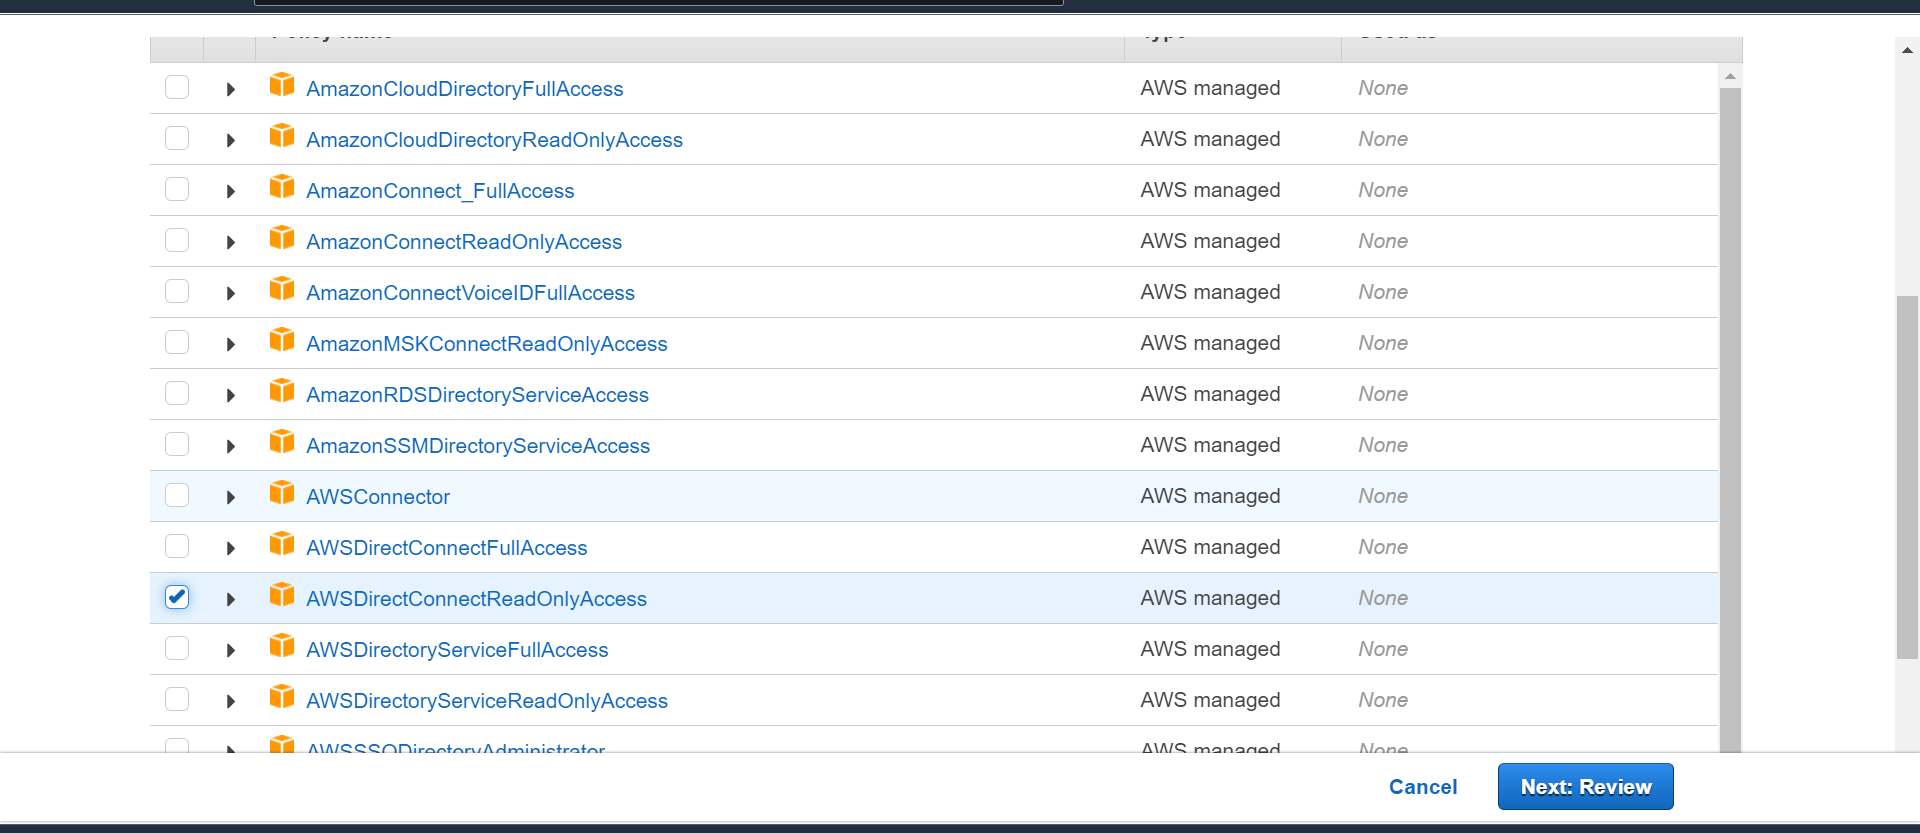 Policy name Type Used as
AmazonCloudDirectoryFullAccess AWS managed None
AmazonCloudDirectoryReadOnlyAccess AWS managed None
AmazonConnect_FullAccess AWS managed None
AmazonConnectReadOnlyAccess AWS managed None
AmazonConnectVoiceIDFullAccess AWS managed None
AmazonMSKConnectReadOnlyAccess AWS managed None
AmazonRDSDirectoryServiceAccess AWS managed None
AmazonSSMDirectoryServiceAccess AWS managed None
AWSConnector AWS managed None
AWSDirectConnectFullAccess AWS managed None
AWSDirectConnectReadOnlyAccess AWS managed None
AWSDirectoryServiceFullAccess AWS managed None
AWSDirectoryServiceReadOnlyAccess AWS managed None
AWSSSODirectoryAdministrator AWS managed None
Cancel Next: Review